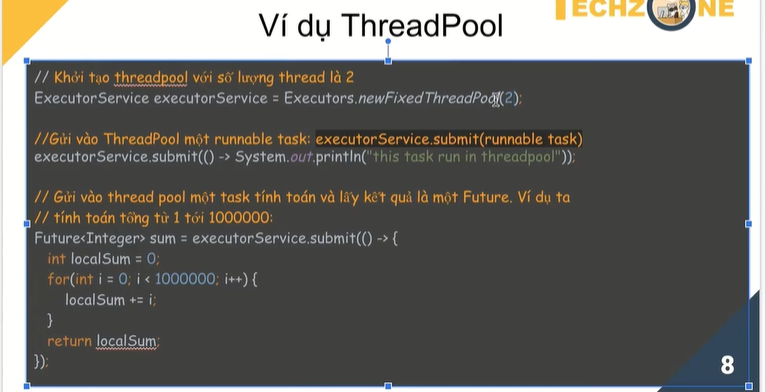 TECHZ NE
Ví dụ ThreadPool
// Khởi tạo threadpool với số lượng thread là 2
ExecutorService executorService = Executors.newFixedThreadPool(2);
//Gửi vào ThreadPool một runnable task: executorService.submit(runnable task)
executorService.submit(() -> System.out.println("this task run in threadpool"));
// Gửi vào thread pool một task tính toán và lấy kết quả là một Future. Ví dụ ta
// tính toán tổng từ 1 tới 1000000:
Future<Integer> sum = executorService.submit(() -> {
int localSum = 0;
for(int i = 0; i < 1000000; i++) {
localSum += i;
}
return localSum;
});
8